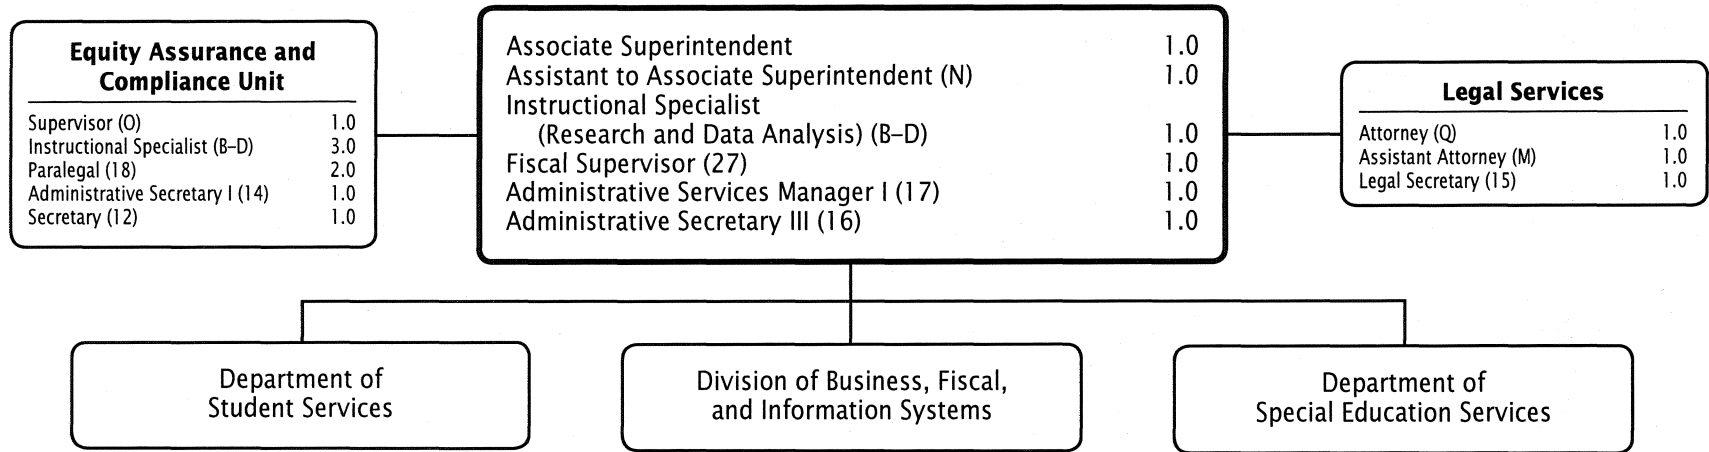 Equity Assurance and
Compliance Unit
Supervisor (O) 1.0
Instructional Specialist (B–D) 3.0
Paralegal (18) 2.0
Administrative Secretary I (14) 1.0
Secretary (12) 1.0
Associate Superintendent 1.0
Assistant to Associate Superintendent (N) 1.0
Instructional Specialist
(Research and Data Analysis) (B–D) 1.0
Fiscal Supervisor (27) 1.0
Administrative Services Manager I (17) 1.0
Administrative Secretary III (16) 1.0
Legal Services
Attorney (Q) 1.0
Assistant Attorney (M) 1.0
Legal Secretary (15) 1.0
Department of
Student Services
Division of Business, Fiscal,
and Information Systems
Department of
Special Education Services